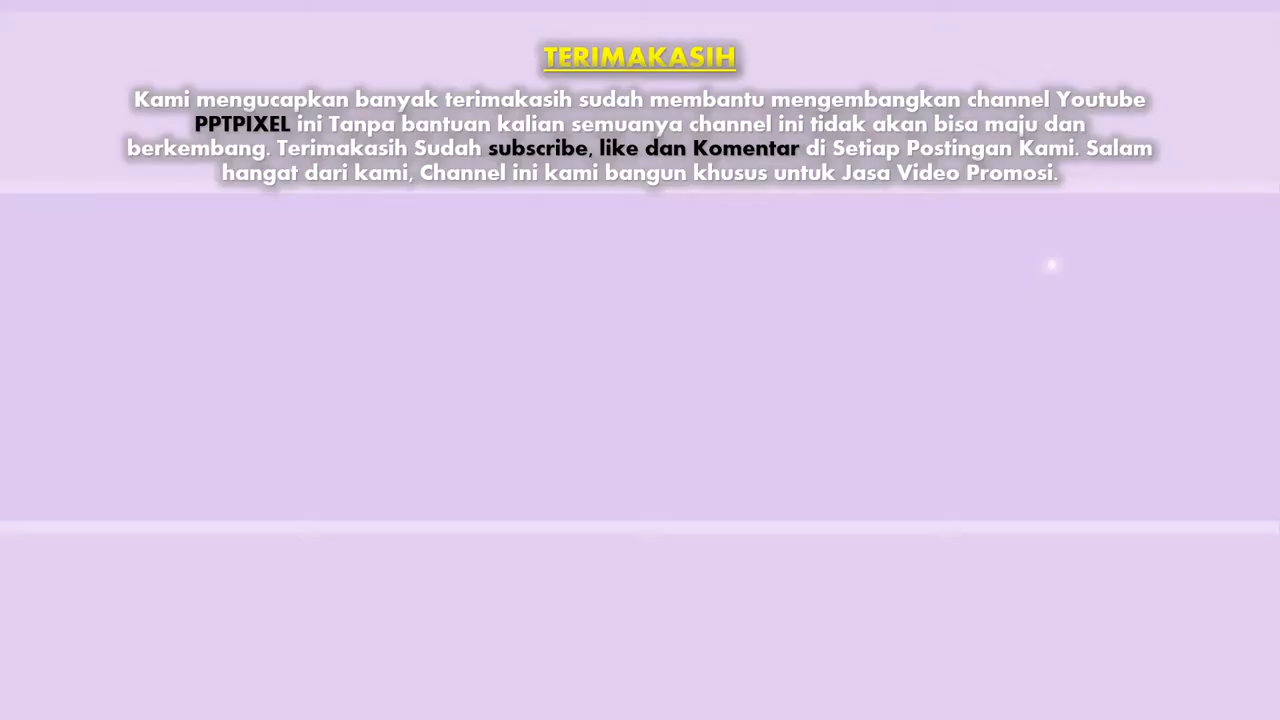 TERIMAKASIH
Kami mengucapkan banyak terimakasih sudah membantu mengembangkan channel Youtube
PPTPIXEL ini Tanpa bantuan kalian semuanya channel ini tidak akan bisa maju dan
berkembang. Terimakasih Sudah subscribe, like dan Komentar di Setiap Postingan Kami. Salam
hangat dari kami, Channel ini kami bangun khusus untuk Jasa Video Promosi.